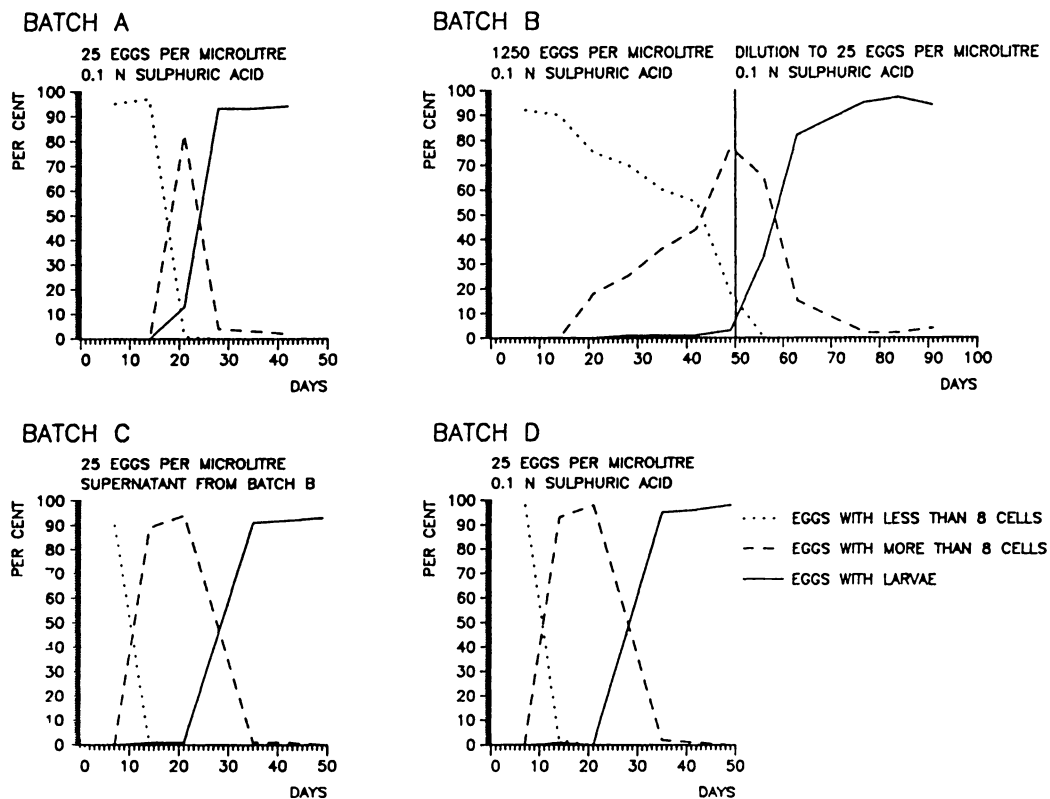 BATCH A
25 EGGS PER MICROLITRE
0.1 N SULPHURIC ACID
PER CENT
100
90
80
70
60
50
40
30
20
10
0
0 10 20 30 40 50
DAYS
BATCH B
1250 EGGS PER MICROLITRE
0.1 N SULPHURIC ACID
DILUTION TO 25 EGGS PER MICROLITRE
0.1 N SULPHURIC ACID
PER CENT
100
90
80
70
60
50
40
30
20
10
0
0 10 20 30 40 50 60 70 80 90 100
DAYS
BATCH C
25 EGGS PER MICROLITRE
SUPERNATANT FROM BATCH B
PER CENT
100
90
80
70
60
50
40
30
20
10
0
0 10 20 30 40 50
DAYS
BATCH D
25 EGGS PER MICROLITRE
0.1 N SULPHURIC ACID
PER CENT
100
90
80
70
60
50
40
30
20
10
0
0 10 20 30 40 50
DAYS
EGGS WITH LESS THAN 8 CELLS
EGGS WITH MORE THAN 8 CELLS
EGGS WITH LARVAE